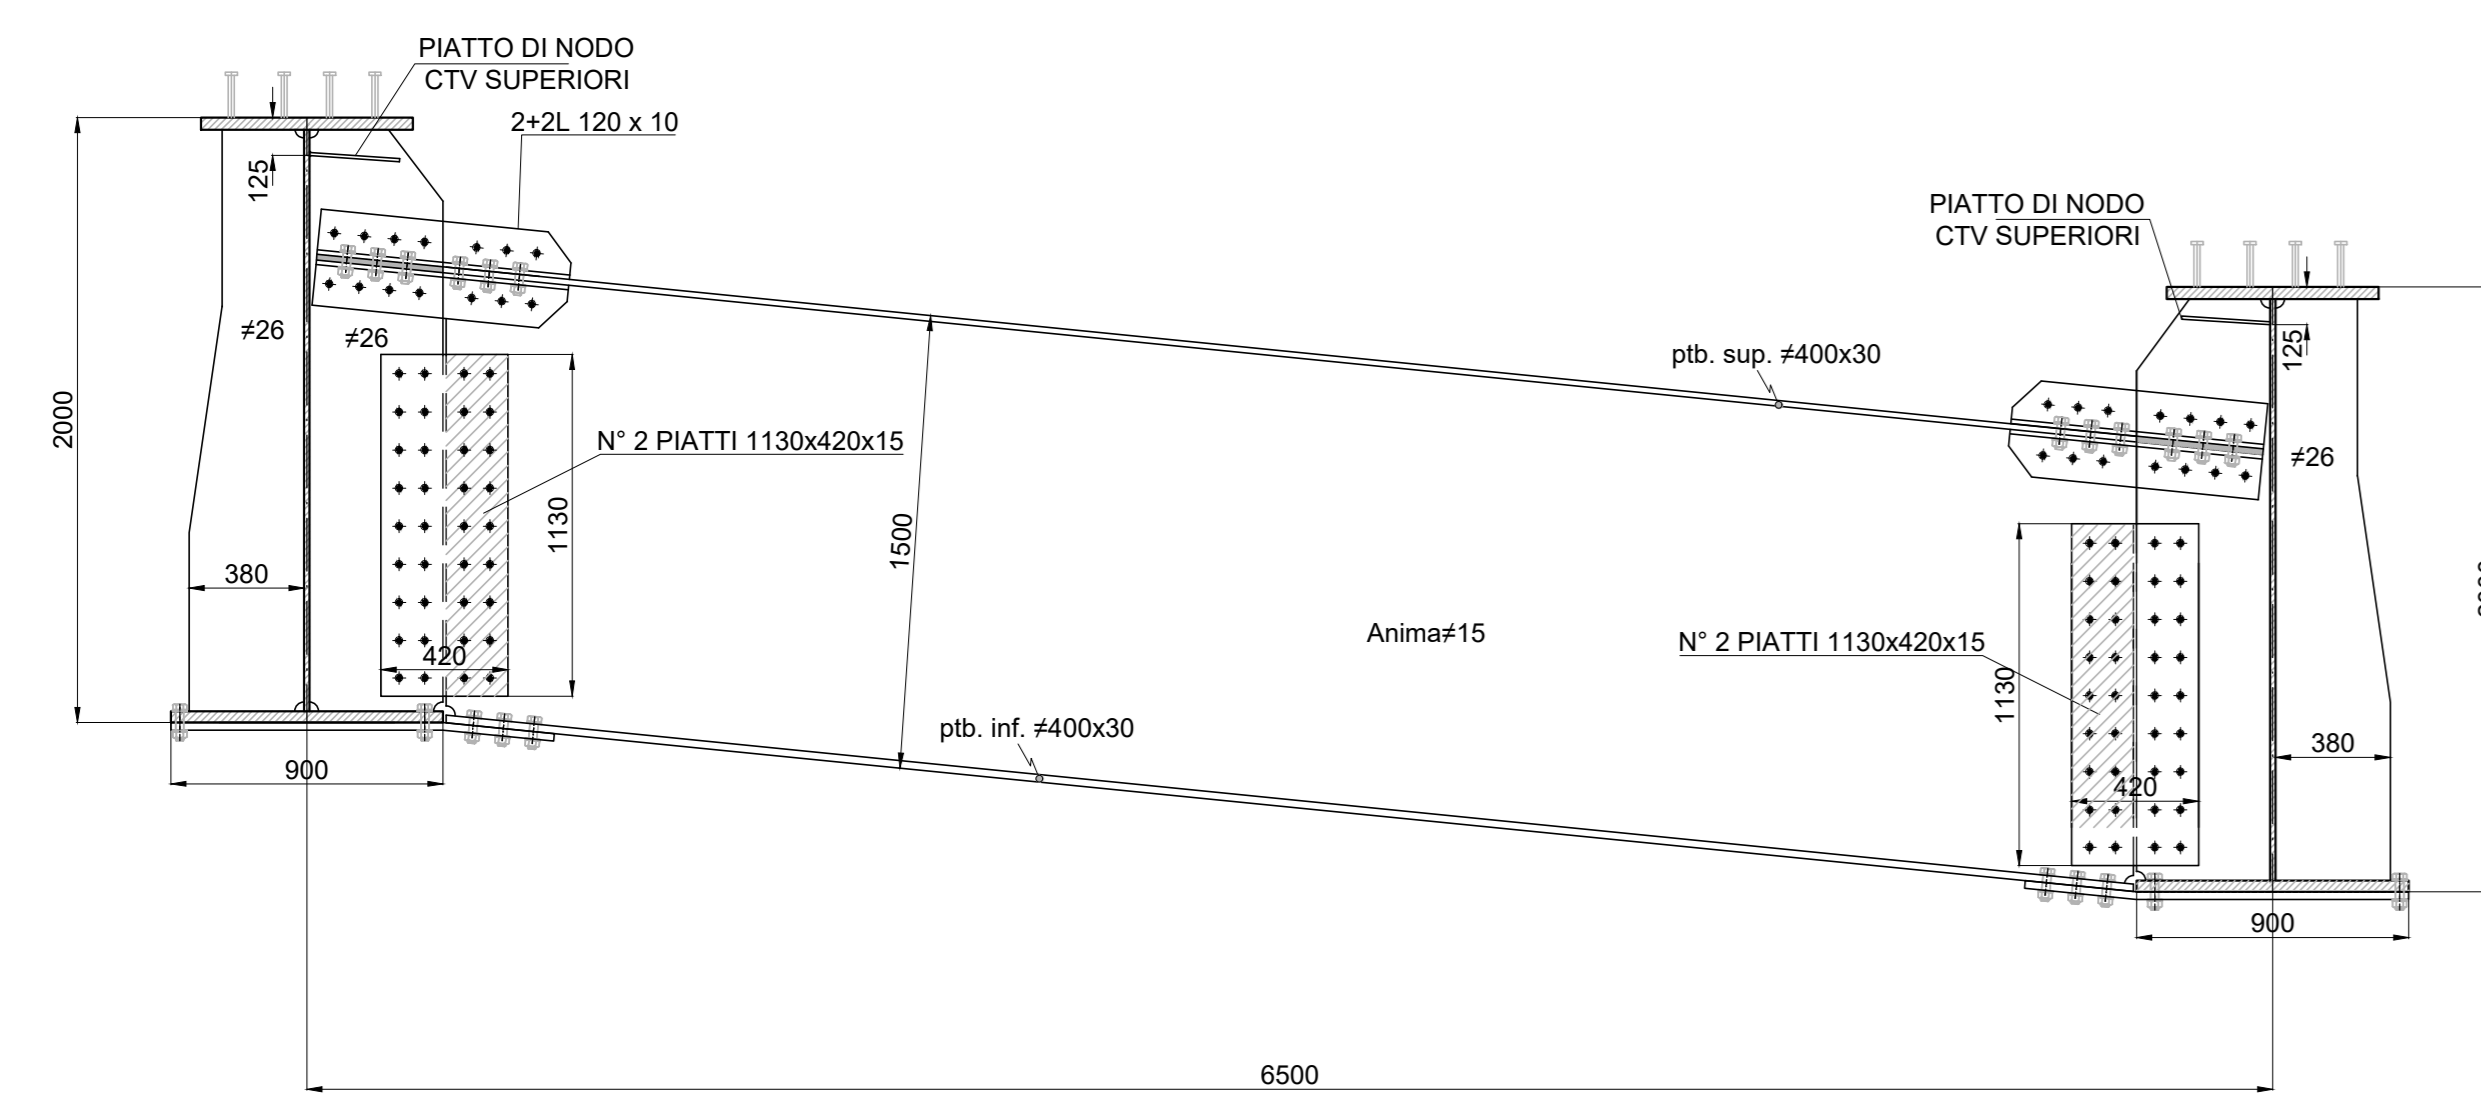 PIATTO DI NODO
CTV SUPERIORI
2+2L 120 x 10
125
PIATTO DI NODO
CTV SUPERIORI
≠26
≠26
125
ptb. sup. ≠400x30
2000
N° 2 PIATTI 1130x420x15
≠26
1130
1500
380
Anima≠15
N° 2 PIATTI 1130x420x15
420
1130
ptb. inf. ≠400x30
380
900
420
900
6500